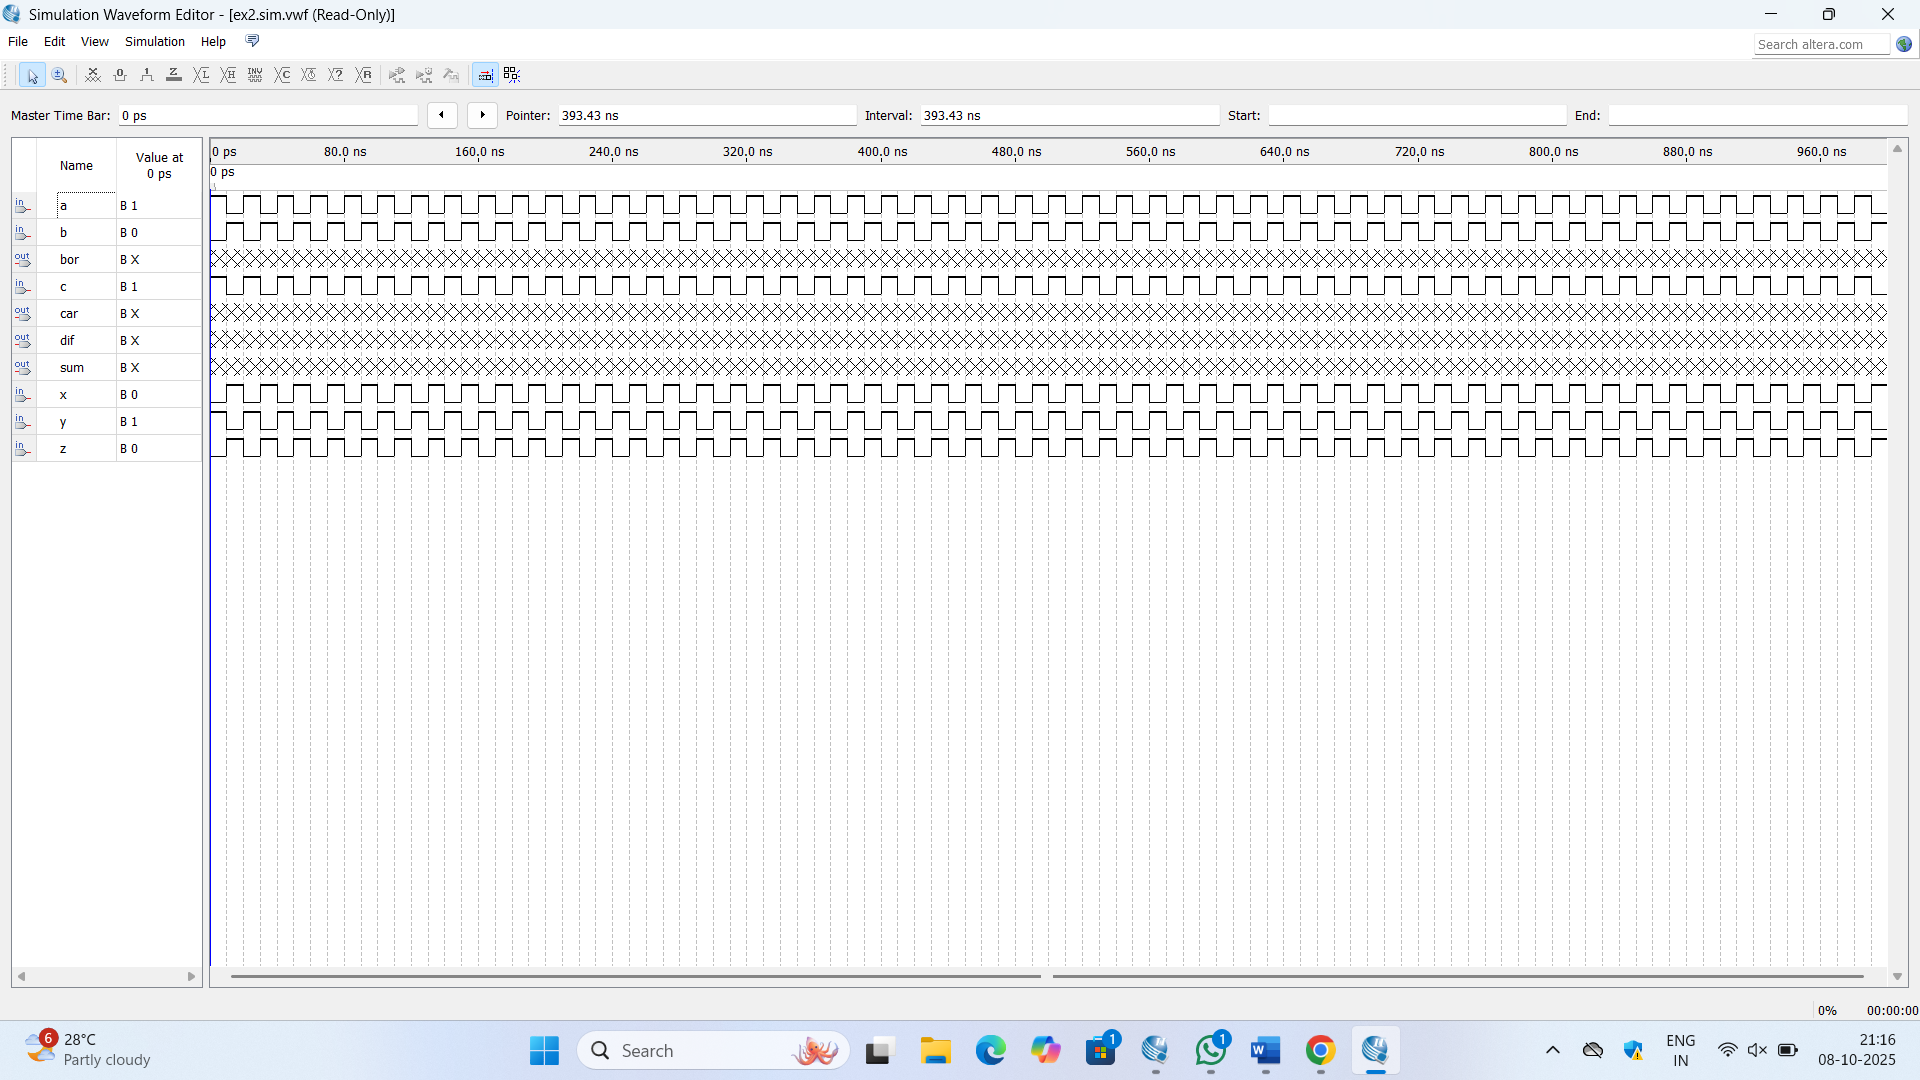 Simulation Waveform Editor - [ex2.sim.vwf (Read-Only)]
File Edit View Simulation Help
Search altera.com
Master Time Bar: 0 ps Pointer: 393.43 ns Interval: 393.43 ns Start: End:
Name Value at 0 ps
0 ps 80.0 ns 160.0 ns 240.0 ns 320.0 ns 400.0 ns 480.0 ns 560.0 ns 640.0 ns 720.0 ns 800.0 ns 880.0 ns 960.0 ns
0 ps
in a B 1
in b B 0
out bor B X
in c B 1
out car B X
out dif B X
out sum B X
in x B 0
in y B 1
in z B 0
0% 00:00:00
6 28°C
Partly cloudy
Search
1
1
ENG
IN
21:16
08-10-2025